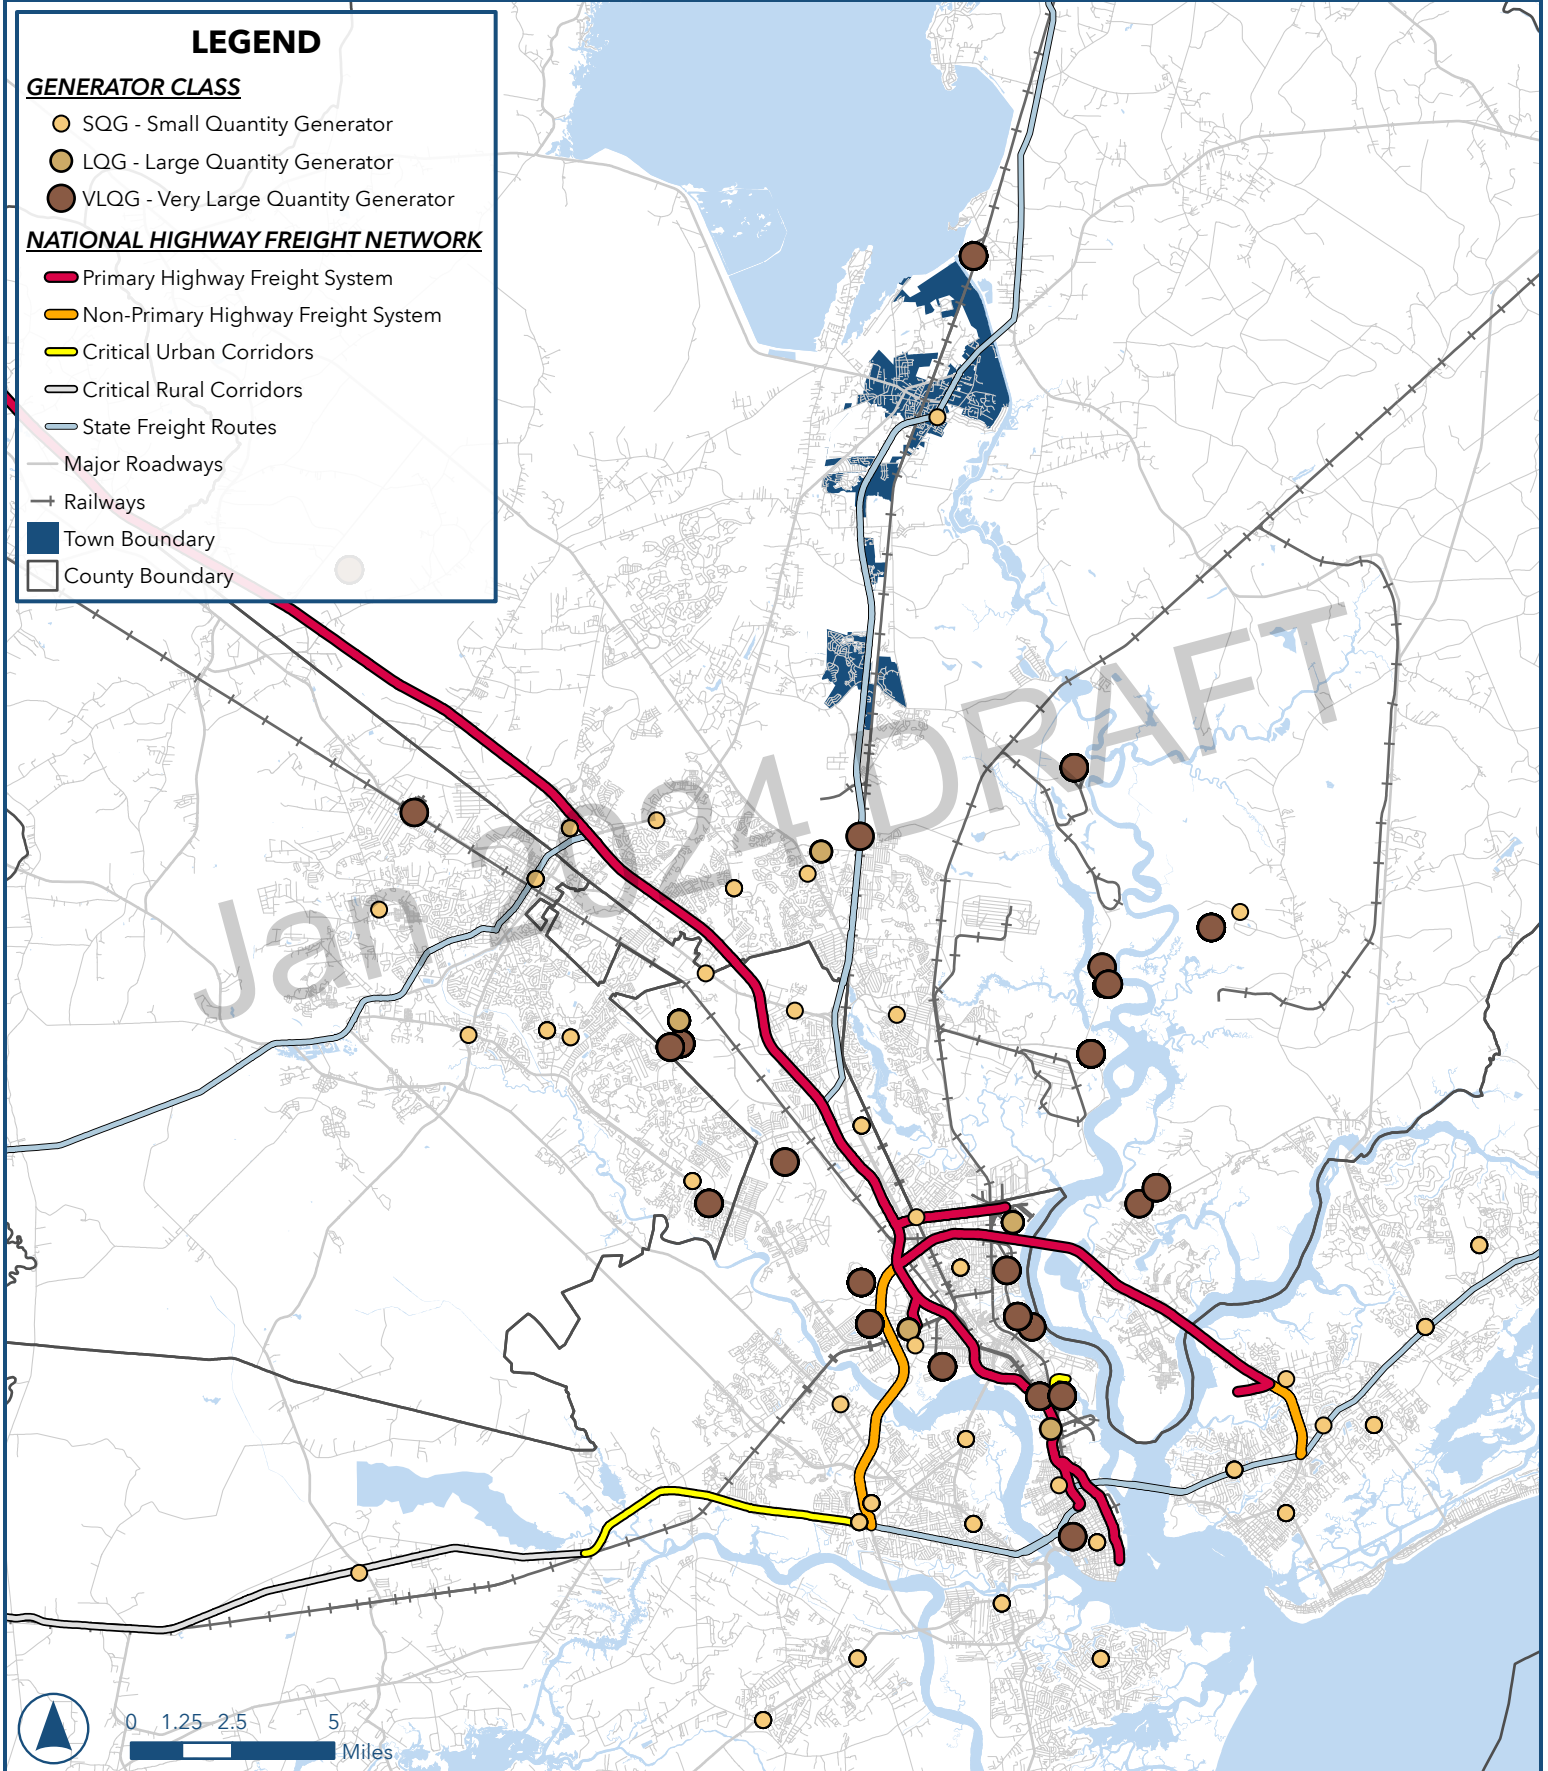 LEGEND
GENERATOR CLASS
SQG - Small Quantity Generator
LQG - Large Quantity Generator
VLQG - Very Large Quantity Generator
NATIONAL HIGHWAY FREIGHT NETWORK
Primary Highway Freight System
Non-Primary Highway Freight System
Critical Urban Corridors
Critical Rural Corridors
State Freight Routes
Major Roadways
Railways
Town Boundary
County Boundary
Jan 2024 DRAFT
0 1.25 2.5 5
Miles